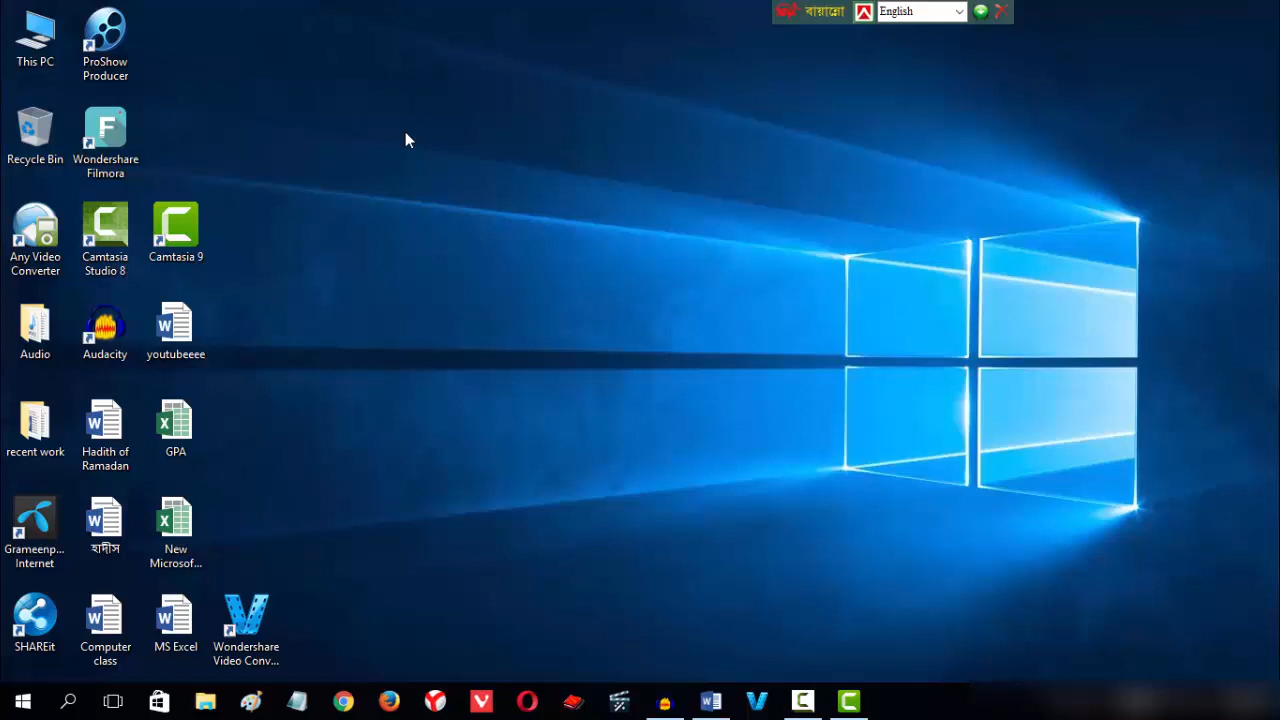 বায়ান্নো
English
This PC
ProShow
Producer
Recycle Bin
Wondershare
Filmora
Any Video
Converter
Camtasia
Studio 8
Camtasia 9
Audio
Audacity
youtubeeee
recent work
Hadith of
Ramadan
GPA
Grameenp...
Internet
হাদীস
New
Microsof...
SHAREit
Computer
class
MS Excel
Wondershare
Video Conv...